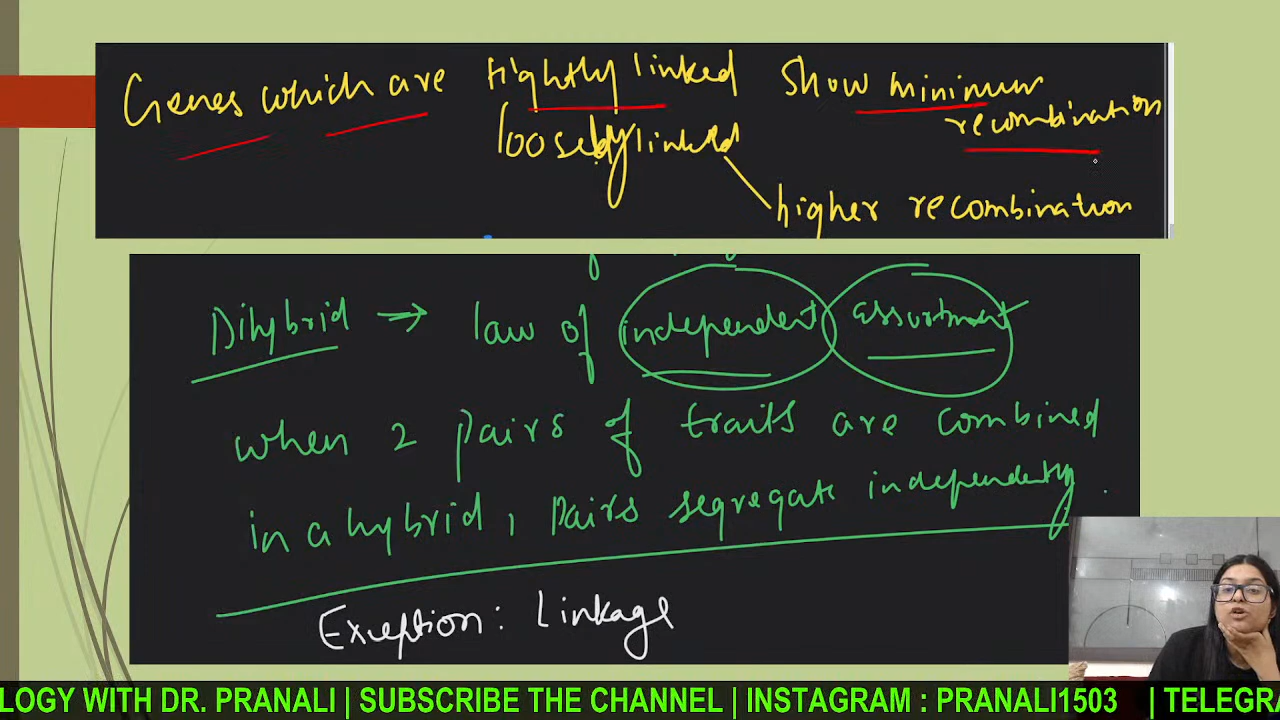 Genes which are tightly linked show minimum
recombination
loosely linked
higher recombination
Dihybrid → law of independent assortment
when 2 pairs of traits are combined
in a hybrid, pairs segregate independently.
Exception: Linkage
LOGY WITH DR. PRANALI | SUBSCRIBE THE CHANNEL | INSTAGRAM : PRANALI1503 | TELEGRA